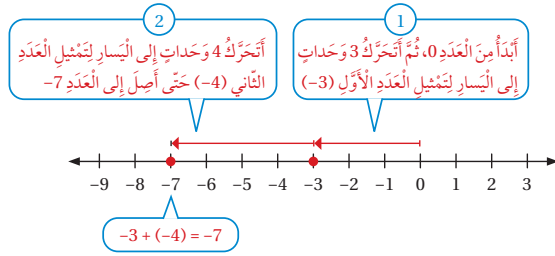 1
أَبْدَأُ مِنَ الْعَدَدِ 0، ثُمَّ أَتَحَرَّكُ 3 وَحَداتٍ
إِلى الْيَسارِ لِتَمْثيلِ الْعَدَدِ الْأَوَّلِ (3–)
2
أَتَحَرَّكُ 4 وَحَداتٍ إِلى الْيَسارِ لِتَمْثيلِ الْعَدَدِ
الثّاني (4–) حَتّى أَصِلَ إِلى الْعَدَدِ 7–
–9 –8 –7 –6 –5 –4 –3 –2 –1 0 1 2 3
–3 + (–4) = –7